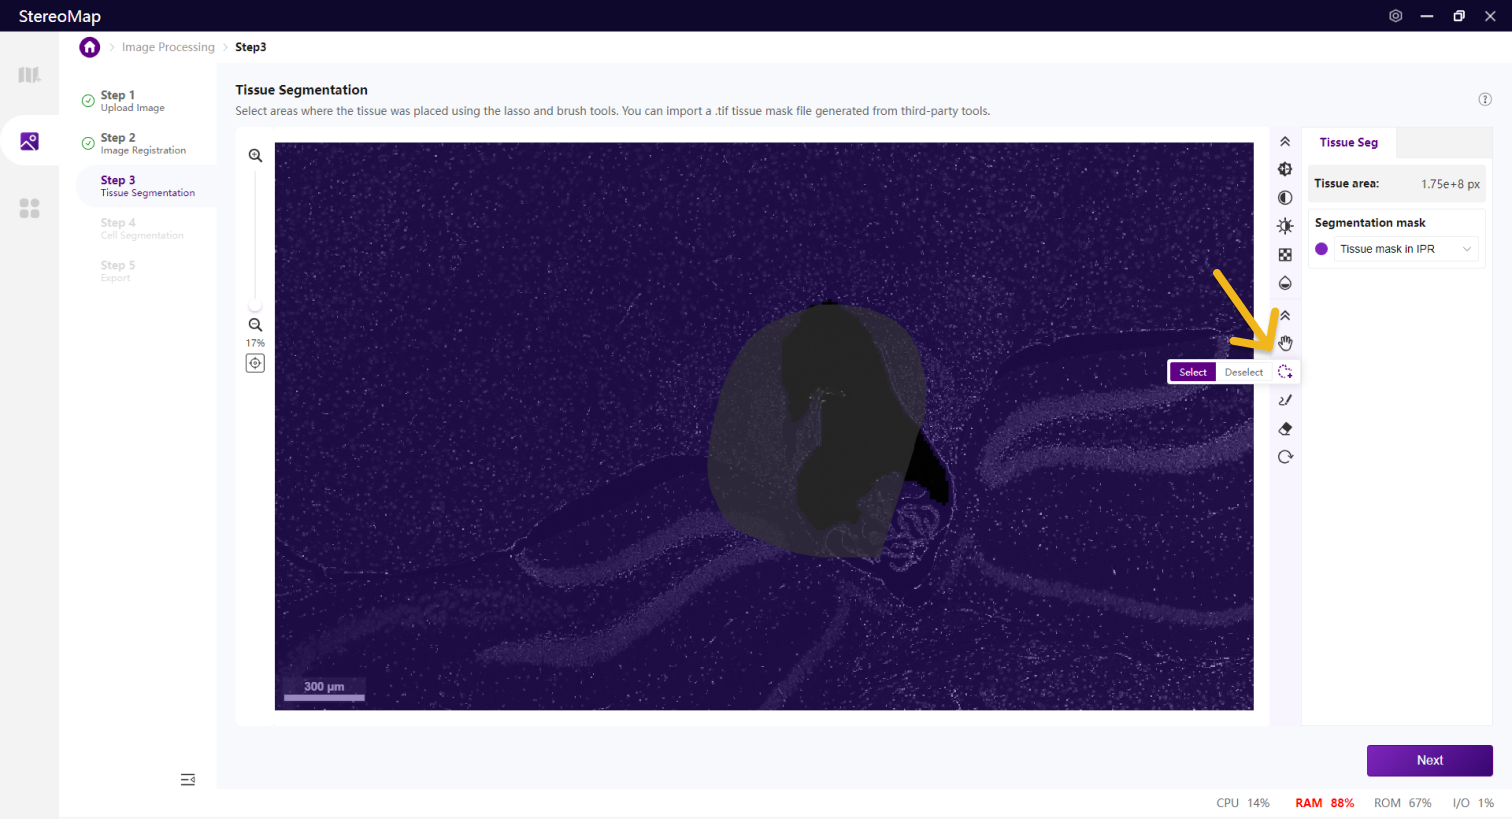 StereoMap
Image Processing
Step3
Step 1
Upload Image
Step 2
Image Registration
Step 3
Tissue Segmentation
Step 4
Cell Segmentation
Step 5
Export
Tissue Segmentation
Select areas where the tissue was placed using the lasso and brush tools. You can import a .tif tissue mask file generated from third-party tools.
17%
300 μm
Select
Deselect
Tissue Seg
Tissue area: 1.75e+8 px
Segmentation mask
Tissue mask in IPR
Next
CPU 14% RAM 88% ROM 67% I/O 1%